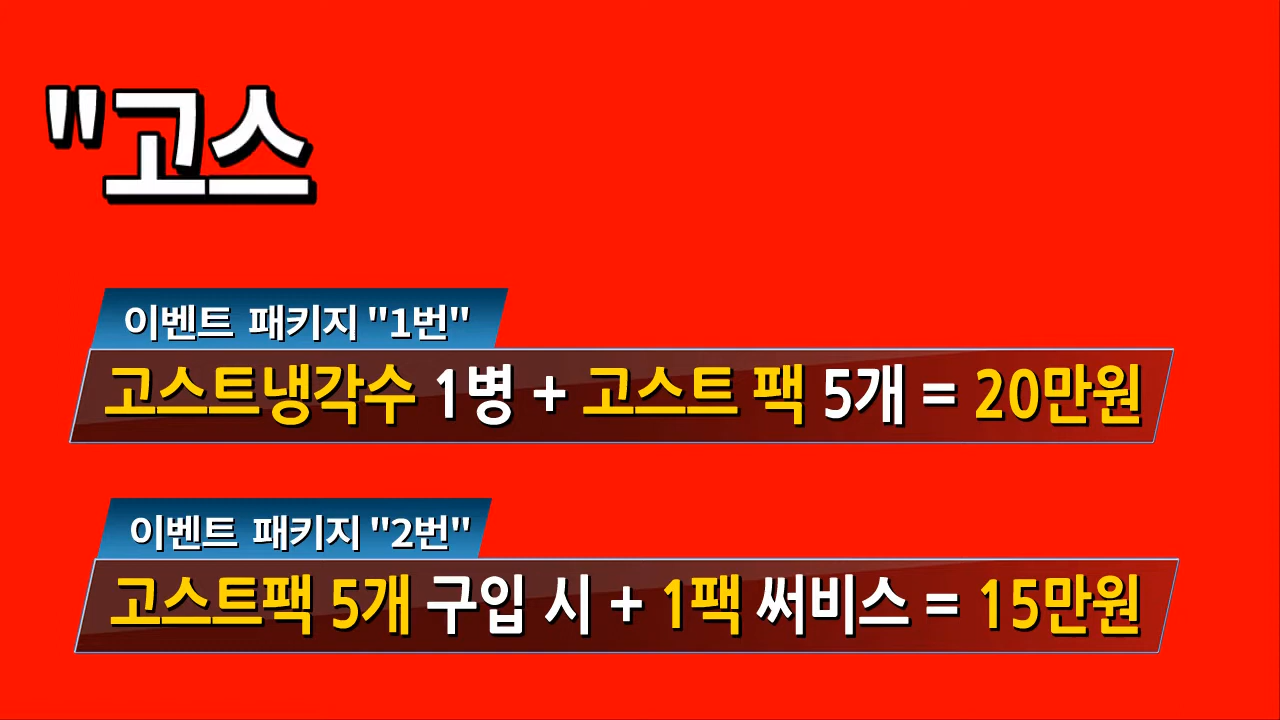 "고스
이벤트 패키지 "1번"
고스트냉각수 1병 + 고스트 팩 5개 = 20만원
이벤트 패키지 "2번"
고스트팩 5개 구입 시 + 1팩 써비스 = 15만원